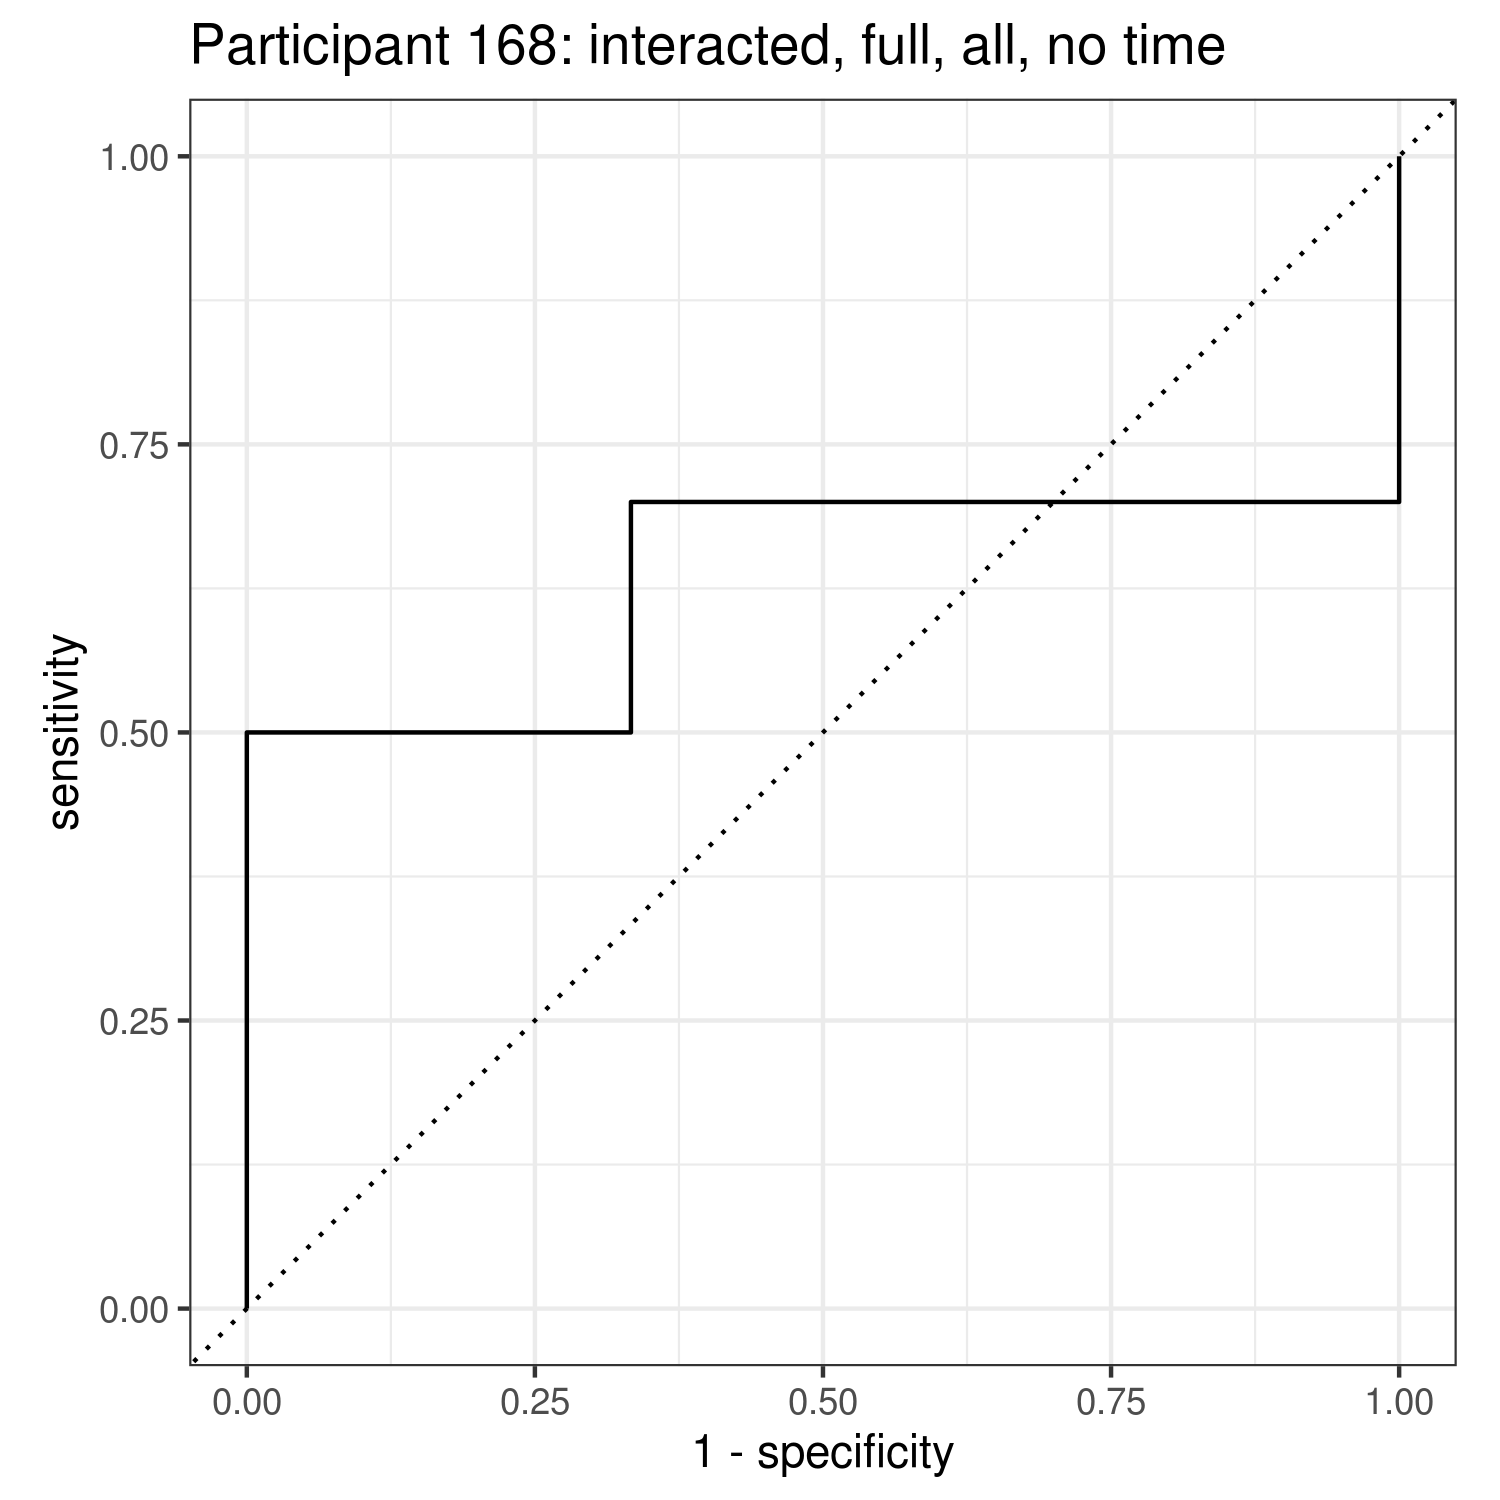 Participant 168: interacted, full, all, no time
1.00
0.75
0.50
0.25
0.00
sensitivity
0.00 0.25 0.50 0.75 1.00
1 - specificity